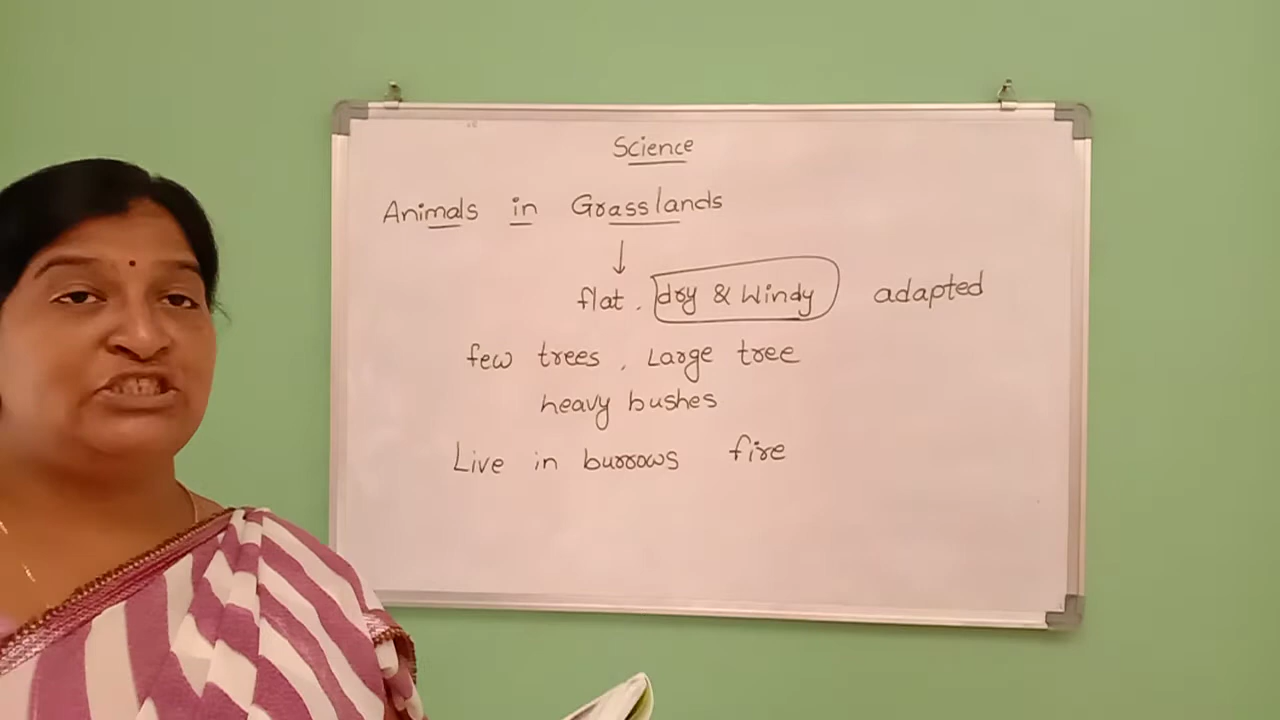 Science
Animals in Grasslands
flat, dry & windy adapted
few trees, Large tree
heavy bushes
Live in burrows fire